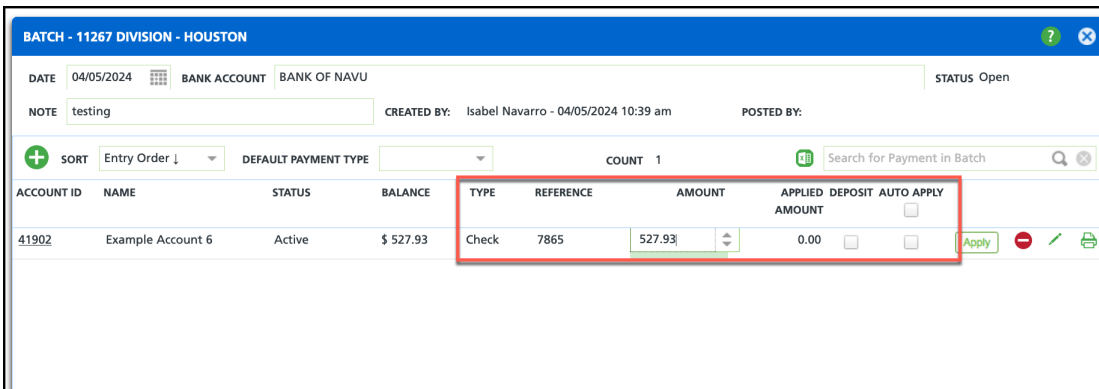 BATCH - 11267 DIVISION - HOUSTON ?
DATE 04/05/2024 BANK ACCOUNT BANK OF NAVU STATUS Open
NOTE testing CREATED BY: Isabel Navarro - 04/05/2024 10:39 am POSTED BY:
SORT Entry Order ↓ DEFAULT PAYMENT TYPE COUNT 1 Search for Payment in Batch
ACCOUNT ID NAME STATUS BALANCE TYPE REFERENCE AMOUNT APPLIED DEPOSIT AUTO APPLY
AMOUNT
41902 Example Account 6 Active $ 527.93 Check 7865 527.93 0.00 Apply